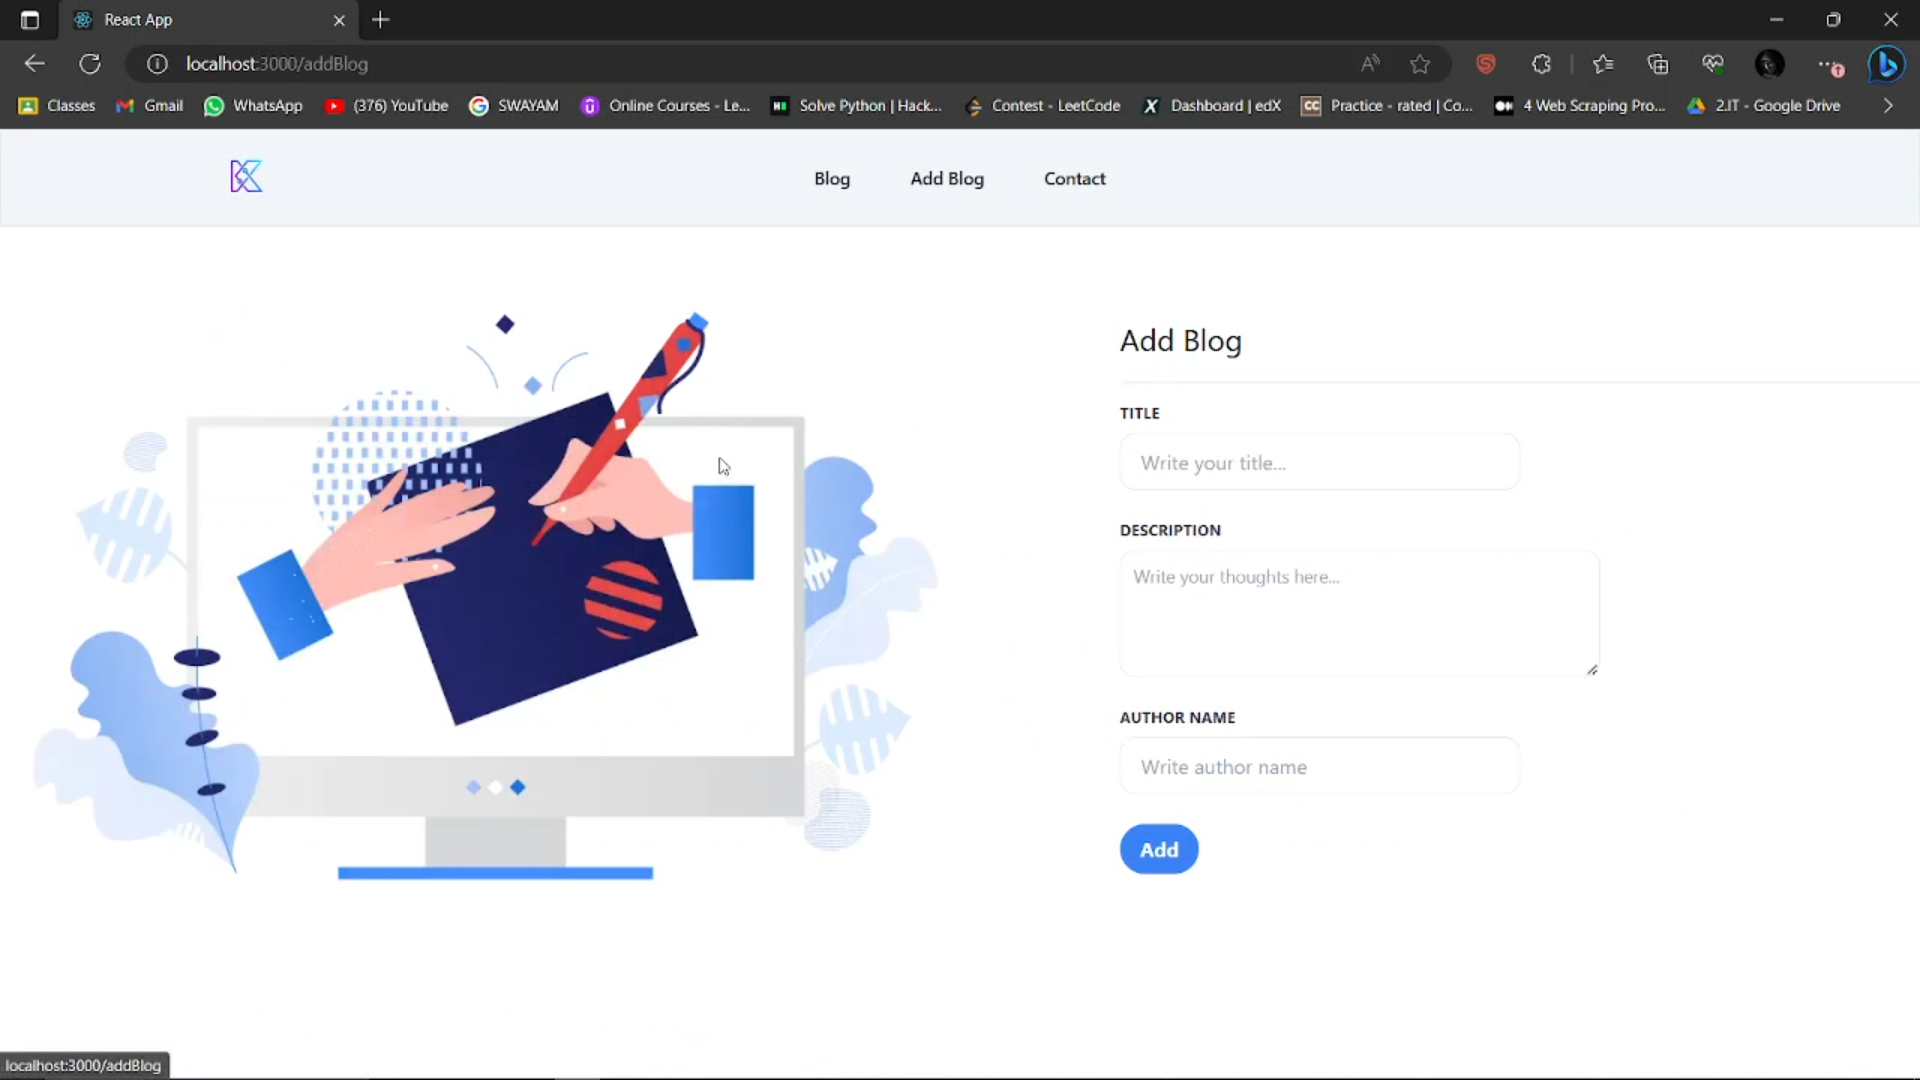 React App
localhost:3000/addBlog
Classes Gmail WhatsApp (376) YouTube SWAYAM Online Courses - Le... Solve Python | Hack... Contest - LeetCode Dashboard | edX Practice - rated | Co... 4 Web Scraping Pro... 2.IT - Google Drive
Blog Add Blog Contact
Add Blog
TITLE
Write your title...
DESCRIPTION
Write your thoughts here...
AUTHOR NAME
Write author name
Add
localhost:3000/addBlog